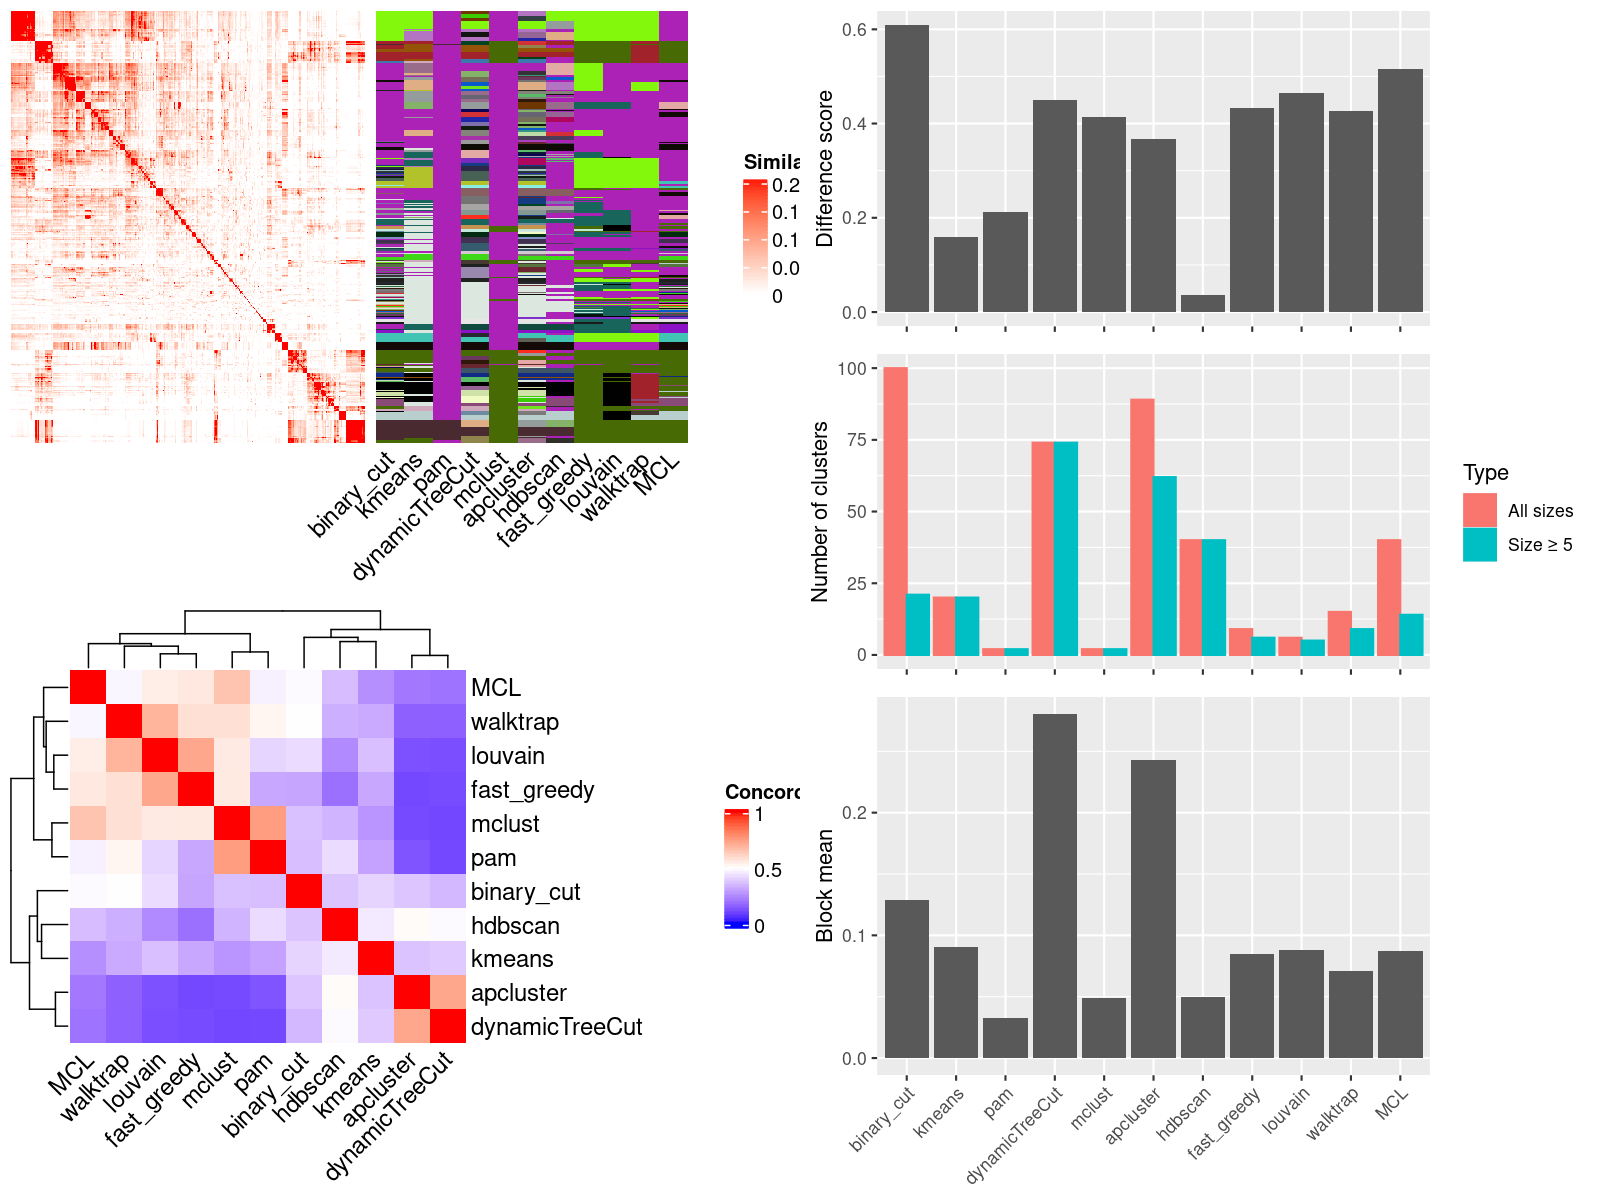 Simila
0.2
0.1
0.1
0.0
0
binary_cut
kmeans
pam
dynamicTreeCut
mclust
apcluster
hdbscan
fast_greedy
louvain
walktrap
MCL
MCL
walktrap
louvain
fast_greedy
mclust
pam
binary_cut
hdbscan
kmeans
apcluster
dynamicTreeCut
MCL
walktrap
louvain
fast_greedy
mclust
pam
binary_cut
hdbscan
kmeans
apcluster
dynamicTreeCut
Concord
1
0.5
0
Difference score
0.6
0.4
0.2
0.0
Number of clusters
100
75
50
25
0
Type
All sizes
Size ≥ 5
Block mean
0.2
0.1
0.0
binary_cut
kmeans
pam
dynamicTreeCut
mclust
apcluster
hdbscan
fast_greedy
louvain
walktrap
MCL